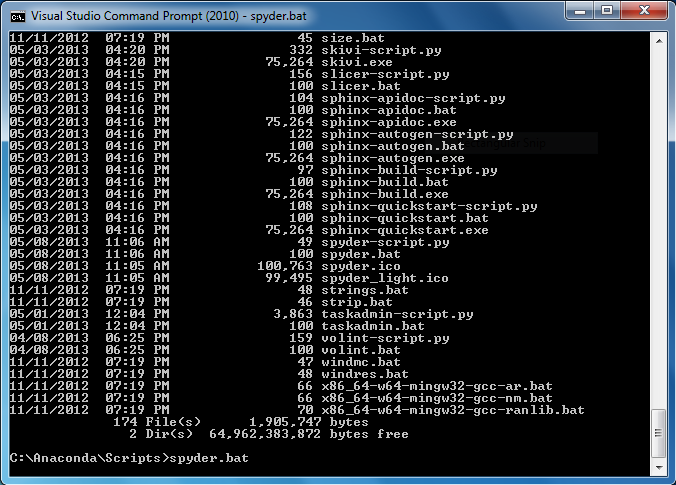 Visual Studio Command Prompt (2010) - spyder.bat
11/11/2012 07:19 PM 45 size.bat
05/03/2013 04:20 PM 332 skivi-script.py
05/03/2013 04:20 PM 75,264 skivi.exe
05/03/2013 04:15 PM 156 slicer-script.py
05/03/2013 04:15 PM 100 slicer.bat
05/03/2013 04:16 PM 104 sphinx-apidoc-script.py
05/03/2013 04:16 PM 100 sphinx-apidoc.bat
05/03/2013 04:16 PM 75,264 sphinx-apidoc.exe
05/03/2013 04:16 PM 122 sphinx-autogen-script.py
05/03/2013 04:16 PM 100 sphinx-autogen.bat
05/03/2013 04:16 PM 75,264 sphinx-autogen.exe
05/03/2013 04:16 PM 97 sphinx-build-script.py
05/03/2013 04:16 PM 100 sphinx-build.bat
05/03/2013 04:16 PM 75,264 sphinx-build.exe
05/03/2013 04:16 PM 108 sphinx-quickstart-script.py
05/03/2013 04:16 PM 100 sphinx-quickstart.bat
05/03/2013 04:16 PM 75,264 sphinx-quickstart.exe
05/08/2013 11:06 AM 49 spyder-script.py
05/08/2013 11:06 AM 100 spyder.bat
05/08/2013 11:05 AM 100,763 spyder.ico
05/08/2013 11:05 AM 99,495 spyder_light.ico
11/11/2012 07:19 PM 48 strings.bat
11/11/2012 07:19 PM 46 strip.bat
05/01/2013 12:04 PM 3,863 taskadmin-script.py
05/01/2013 12:04 PM 100 taskadmin.bat
04/08/2013 06:25 PM 159 volint-script.py
04/08/2013 06:25 PM 100 volint.bat
11/11/2012 07:19 PM 47 windmc.bat
11/11/2012 07:19 PM 48 windres.bat
11/11/2012 07:19 PM 66 x86_64-w64-mingw32-gcc-ar.bat
11/11/2012 07:19 PM 66 x86_64-w64-mingw32-gcc-nm.bat
11/11/2012 07:19 PM 70 x86_64-w64-mingw32-gcc-ranlib.bat
174 File(s) 1,905,747 bytes
2 Dir(s) 64,962,383,872 bytes free
C:\Anaconda\Scripts>spyder.bat